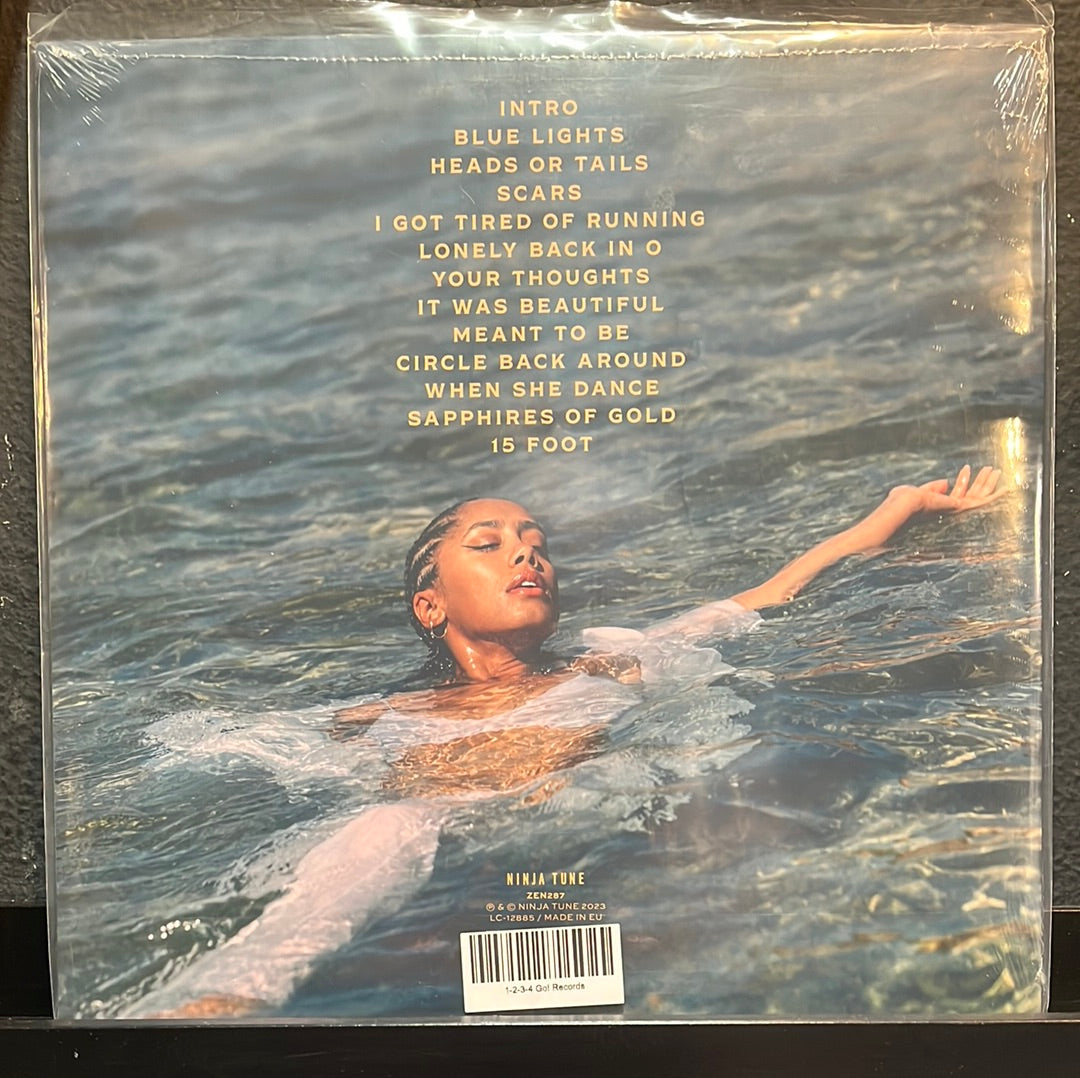 INTRO
BLUE LIGHTS
HEADS OR TAILS
SCARS
I GOT TIRED OF RUNNING
LONELY BACK IN O
YOUR THOUGHTS
IT WAS BEAUTIFUL
MEANT TO BE
CIRCLE BACK AROUND
WHEN SHE DANCE
SAPPHIRES OF GOLD
15 FOOT
NINJA TUNE
ZEN287
℗ & © NINJA TUNE 2023
LC-12885 / MADE IN EU
1-2-3-4 Go! Records